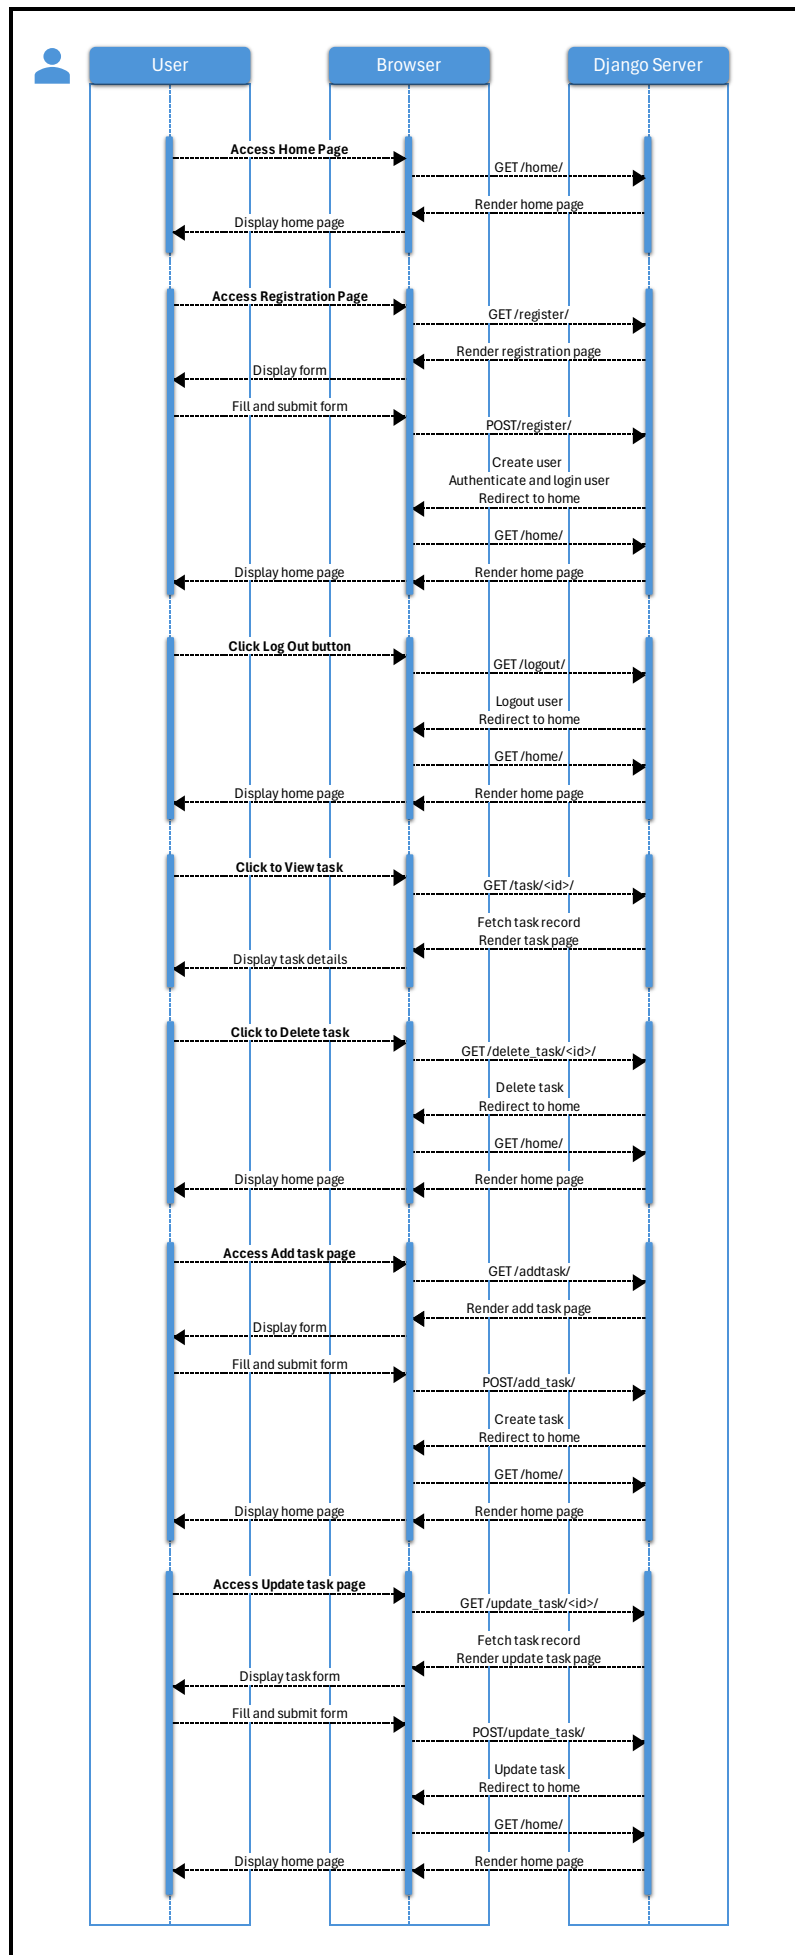 User
Browser
Django Server
Access Home Page
GET /home/
Render home page
Display home page
Access Registration Page
GET /register/
Render registration page
Display form
Fill and submit form
POST/register/
Create user
Authenticate and login user
Redirect to home
GET /home/
Display home page
Render home page
Click Log Out button
GET /logout/
Logout user
Redirect to home
GET /home/
Display home page
Render home page
Click to View task
GET /task/<id>/
Fetch task record
Render task page
Display task details
Click to Delete task
GET /delete_task/<id>/
Delete task
Redirect to home
GET /home/
Display home page
Render home page
Access Add task page
GET /addtask/
Render add task page
Display form
Fill and submit form
POST/add_task/
Create task
Redirect to home
GET /home/
Display home page
Render home page
Access Update task page
GET /update_task/<id>/
Fetch task record
Render update task page
Display task form
Fill and submit form
POST/update_task/
Update task
Redirect to home
GET /home/
Display home page
Render home page